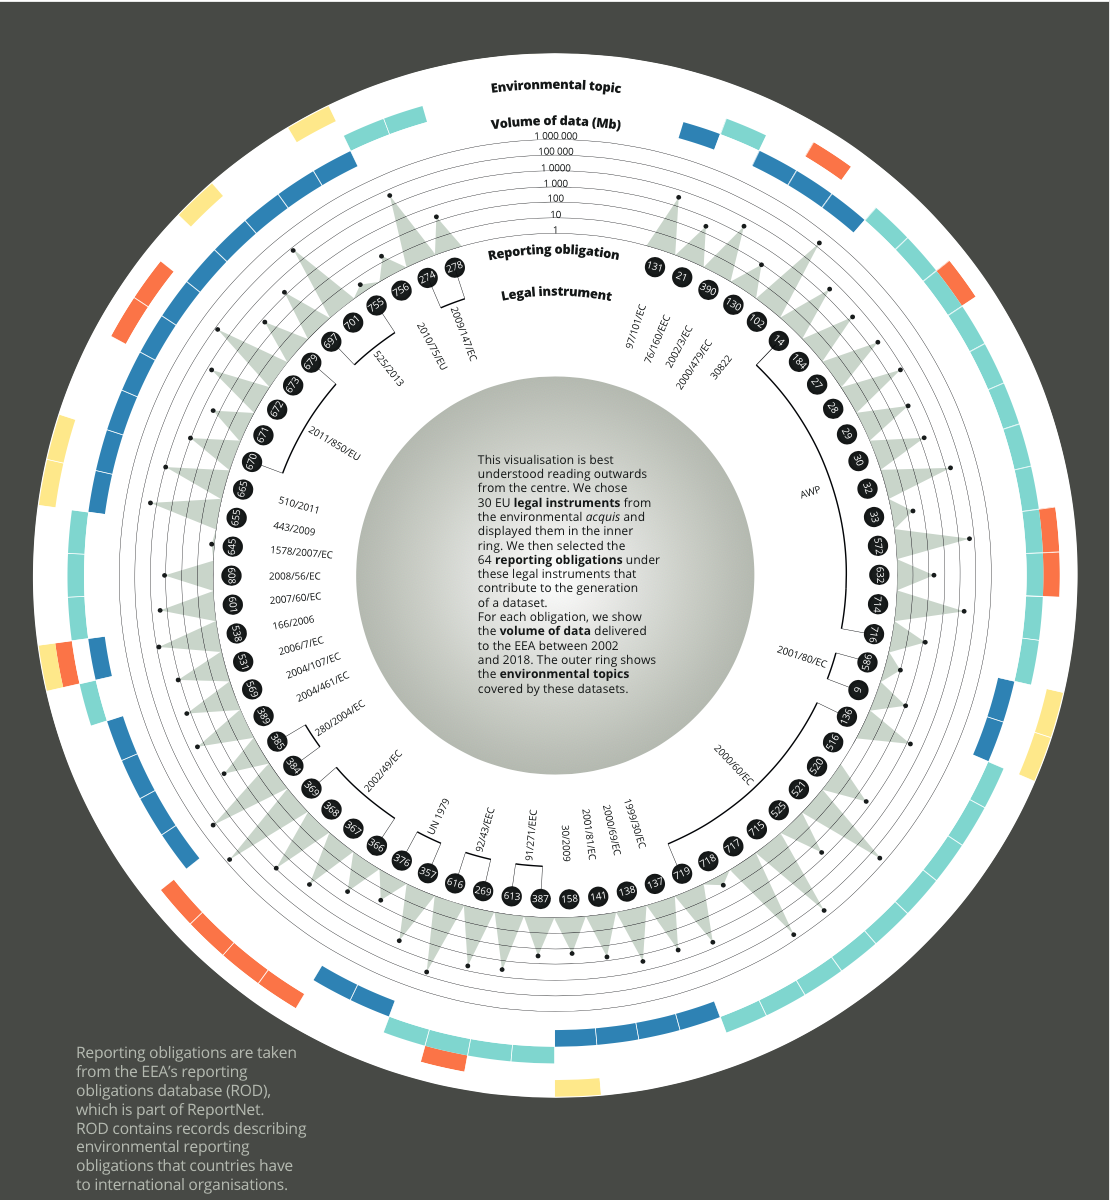 Environmental topic
Volume of data (Mb)
1 000 000
100 000
1 0000
1 000
100
10
1
Reporting obligation
Legal instrument
131
21
390
130
102
14
184
27
28
29
30
32
33
572
632
714
716
586
6
136
516
520
521
525
715
717
718
719
137
138
141
158
387
613
269
616
357
376
366
367
368
369
384
385
389
569
531
538
601
608
645
655
665
670
671
672
673
679
697
701
755
756
274
278
97/101/EC
76/160/EEC
2002/3/EC
2000/479/EC
30822
AWP
2001/80/EC
2000/60/EC
1999/30/EC
2000/69/EC
2001/81/EC
30/2009
91/271/EEC
92/43/EEC
UN 1979
2002/49/EC
280/2004/EC
2004/461/EC
2004/107/EC
2006/7/EC
166/2006
2007/60/EC
2008/56/EC
1578/2007/EC
443/2009
510/2011
2011/850/EU
525/2013
2010/75/EU
2009/147/EC
This visualisation is best
understood reading outwards
from the centre. We chose
30 EU legal instruments from
the environmental acquis and
displayed them in the inner
ring. We then selected the
64 reporting obligations under
these legal instruments that
contribute to the generation
of a dataset.
For each obligation, we show
the volume of data delivered
to the EEA between 2002
and 2018. The outer ring shows
the environmental topics
covered by these datasets.
Reporting obligations are taken
from the EEA’s reporting
obligations database (ROD),
which is part of ReportNet.
ROD contains records describing
environmental reporting
obligations that countries have
to international organisations.